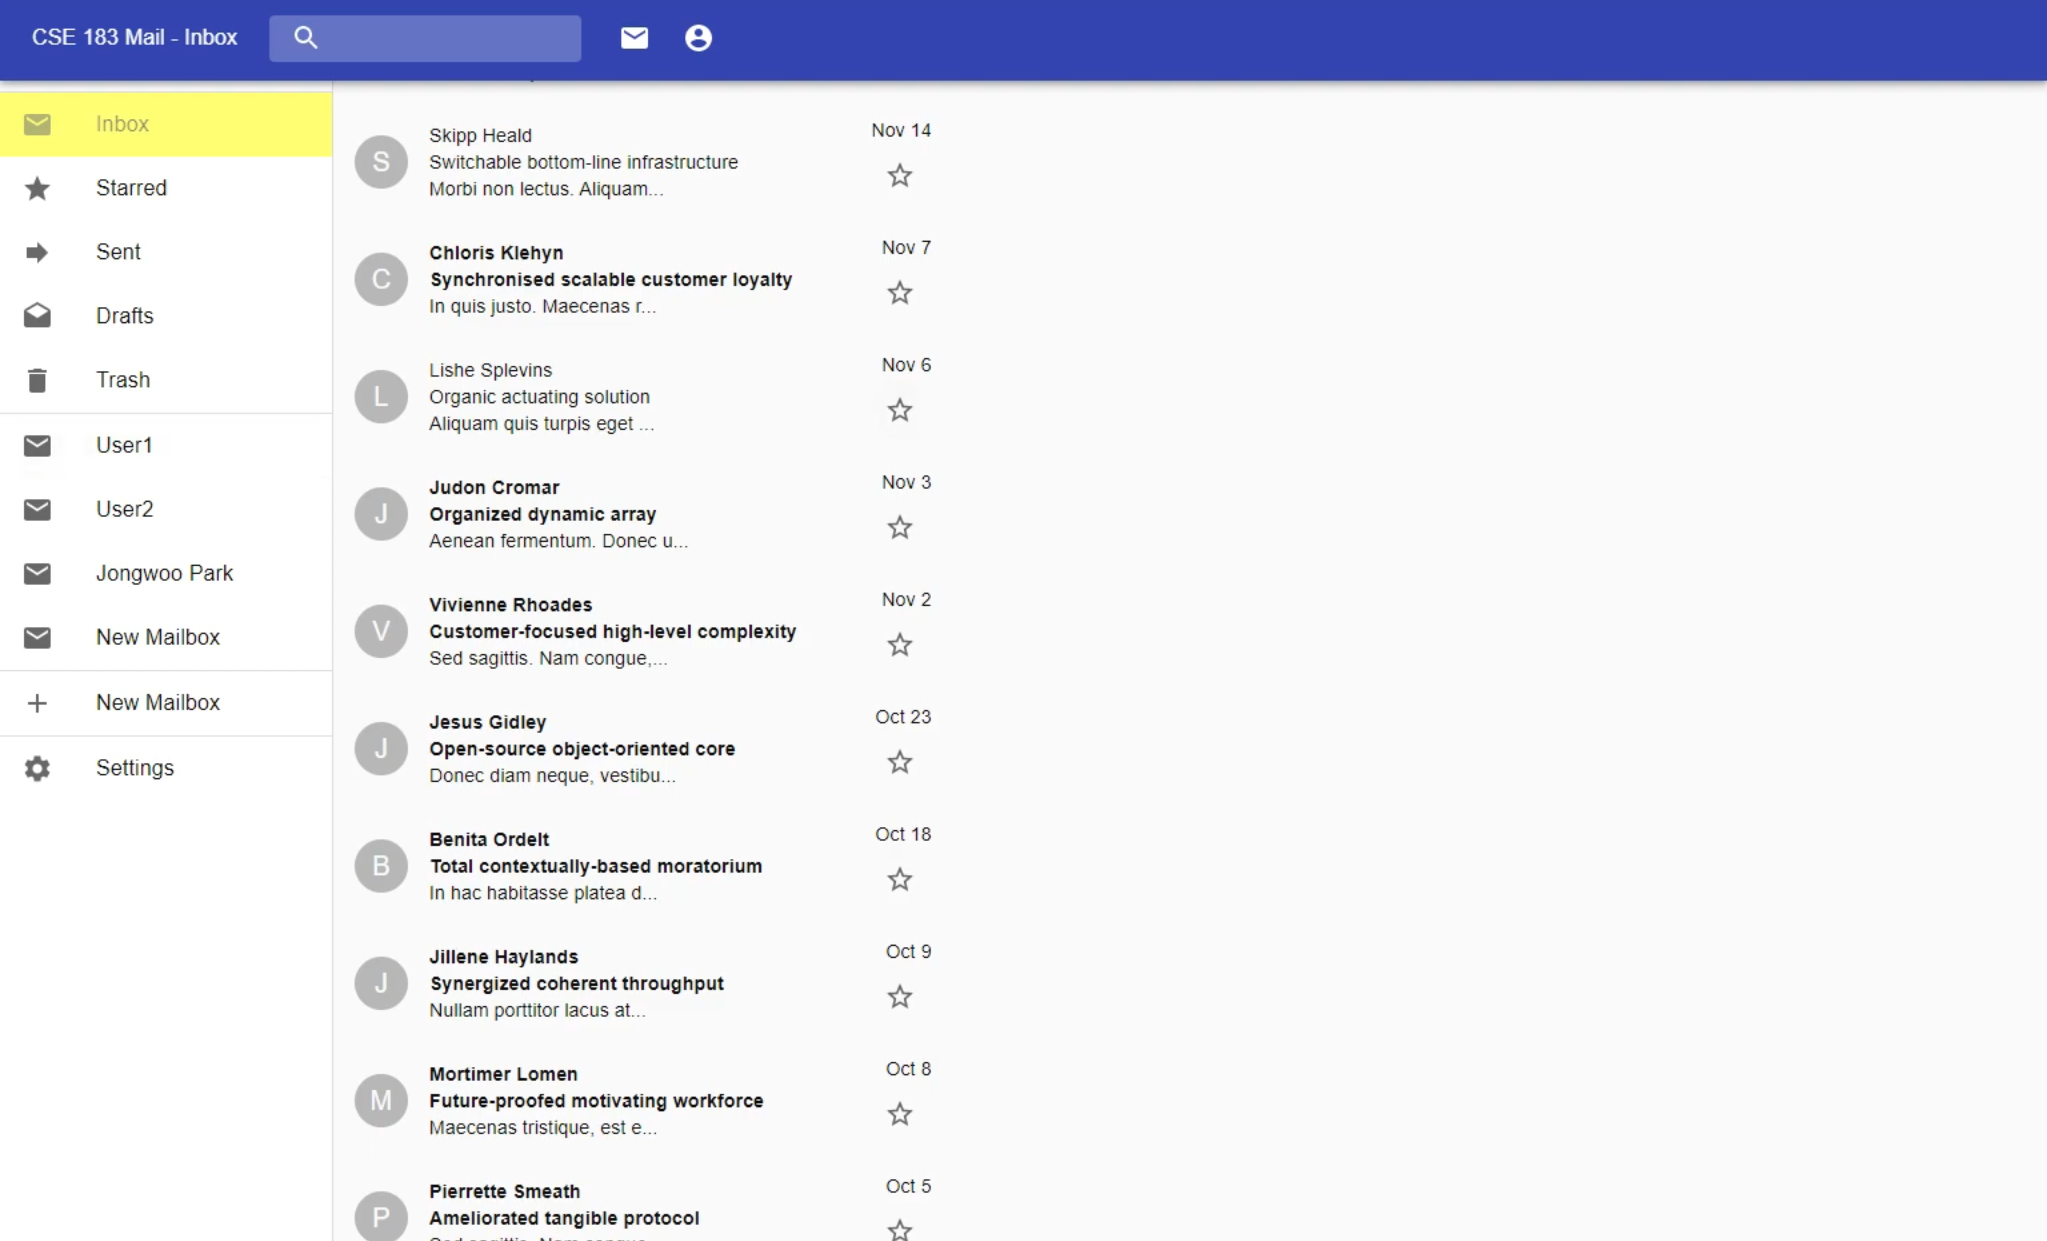 CSE 183 Mail - Inbox
Inbox
Starred
Sent
Drafts
Trash
User1
User2
Jongwoo Park
New Mailbox
New Mailbox
Settings
S
Skipp Heald
Nov 14
Switchable bottom-line infrastructure
Morbi non lectus. Aliquam...
C
Chloris Klehyn
Nov 7
Synchronised scalable customer loyalty
In quis justo. Maecenas r...
L
Lishe Splevins
Nov 6
Organic actuating solution
Aliquam quis turpis eget ...
J
Judon Cromar
Nov 3
Organized dynamic array
Aenean fermentum. Donec u...
V
Vivienne Rhoades
Nov 2
Customer-focused high-level complexity
Sed sagittis. Nam congue,...
J
Jesus Gidley
Oct 23
Open-source object-oriented core
Donec diam neque, vestibu...
B
Benita Ordelt
Oct 18
Total contextually-based moratorium
In hac habitasse platea d...
J
Jillene Haylands
Oct 9
Synergized coherent throughput
Nullam porttitor lacus at...
M
Mortimer Lomen
Oct 8
Future-proofed motivating workforce
Maecenas tristique, est e...
P
Pierrette Smeath
Oct 5
Ameliorated tangible protocol